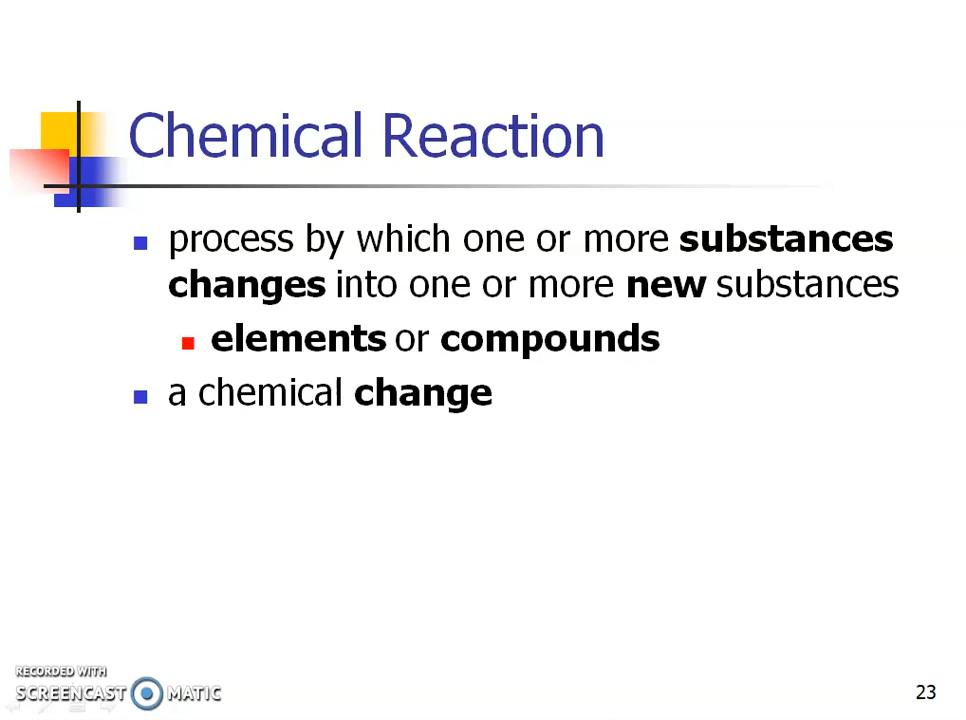 Chemical Reaction
process by which one or more substances
changes into one or more new substances
elements or compounds
a chemical change
RECORDED WITH
SCREENCAST MATIC
23